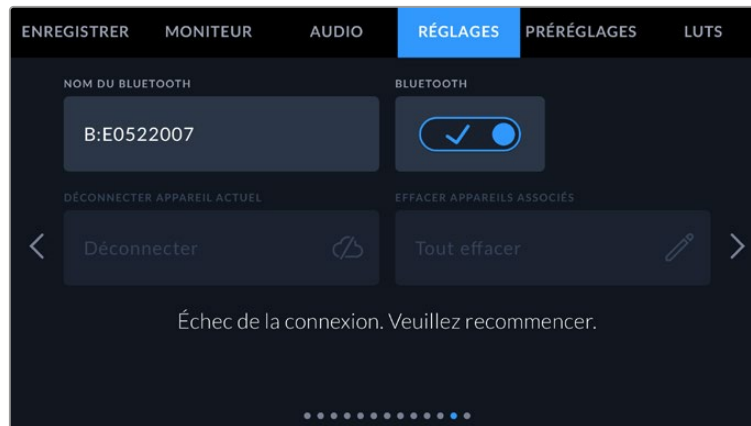 ENREGISTRER MONITEUR AUDIO RÉGLAGES PRÉRÉGLAGES LUTS
NOM DU BLUETOOTH BLUETOOTH
B:E0522007
DÉCONNECTER APPAREIL ACTUEL EFFACER APPAREILS ASSOCIÉS
Déconnecter Tout effacer
Échec de la connexion. Veuillez recommencer.